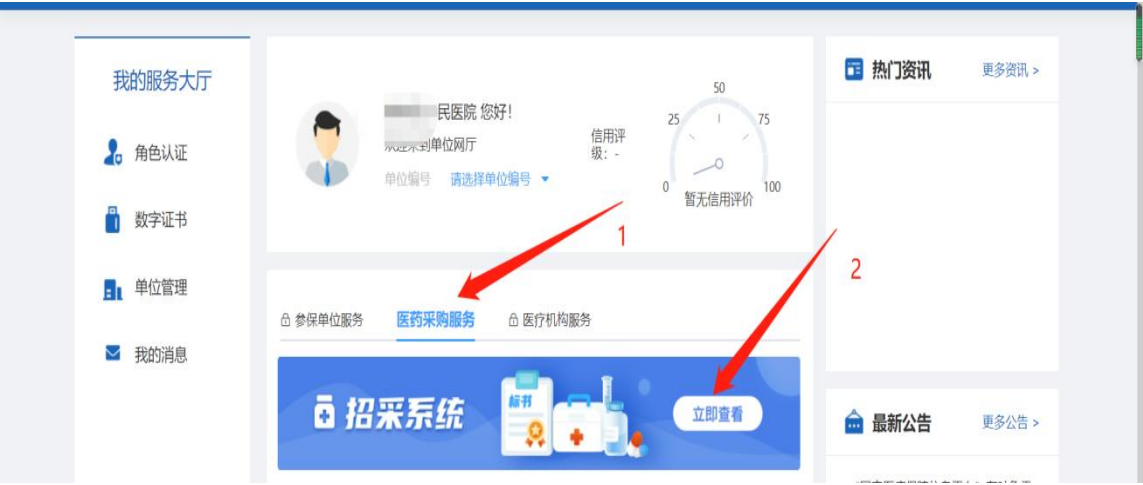 我的服务大厅
角色认证
数字证书
单位管理
我的消息
民医院 您好！
到单位网厅
单位编号 请选择单位编号
信用评
级：-
0
25
50
75
100
暂无信用评价
1
2
参保单位服务 医药采购服务 医疗机构服务
招采系统
标书
立即查看
热门资讯 更多资讯 >
最新公告 更多公告 >